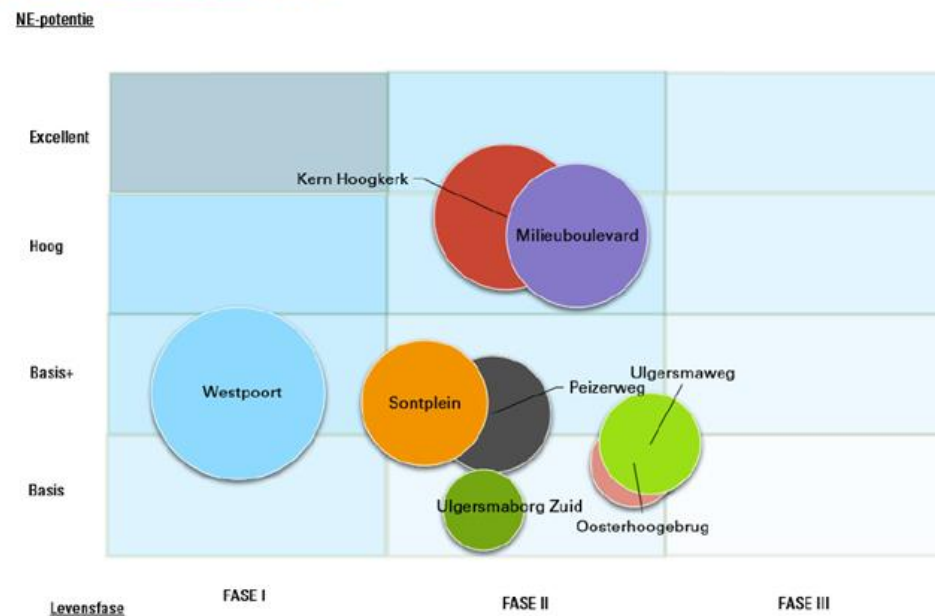 NE-potentie
Excellent
Kern Hoogkerk
Hoog
Milieuboulevard
Basis+
Ulgersmaweg
Westpoort
Sontplein
Peizerweg
Basis
Ulgersmaborg Zuid
Oosterhoogebrug
Levensfase
FASE I
FASE II
FASE III